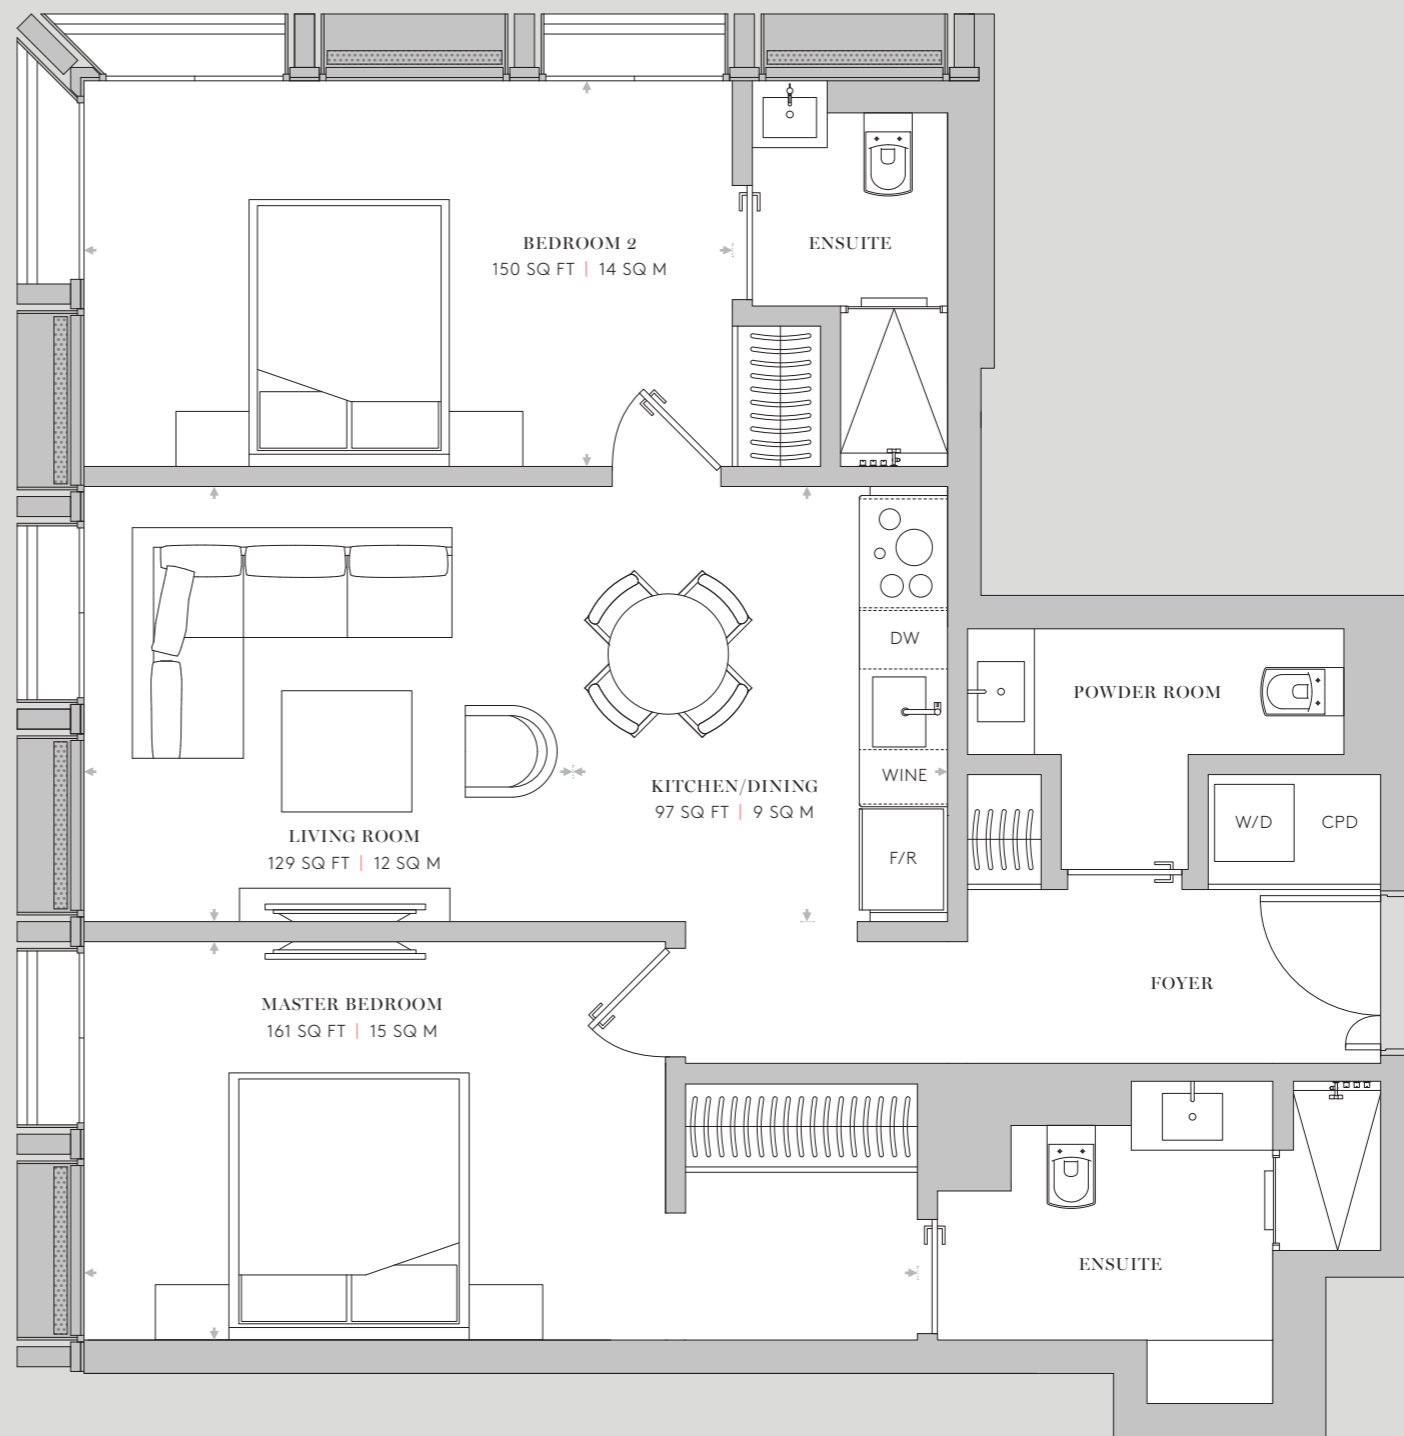 BEDROOM 2
150 SQ FT | 14 SQ M
ENSUITE
DW
POWDER ROOM
WINE
KITCHEN/DINING
97 SQ FT | 9 SQ M
W/D
CPD
LIVING ROOM
129 SQ FT | 12 SQ M
F/R
FOYER
MASTER BEDROOM
161 SQ FT | 15 SQ M
ENSUITE